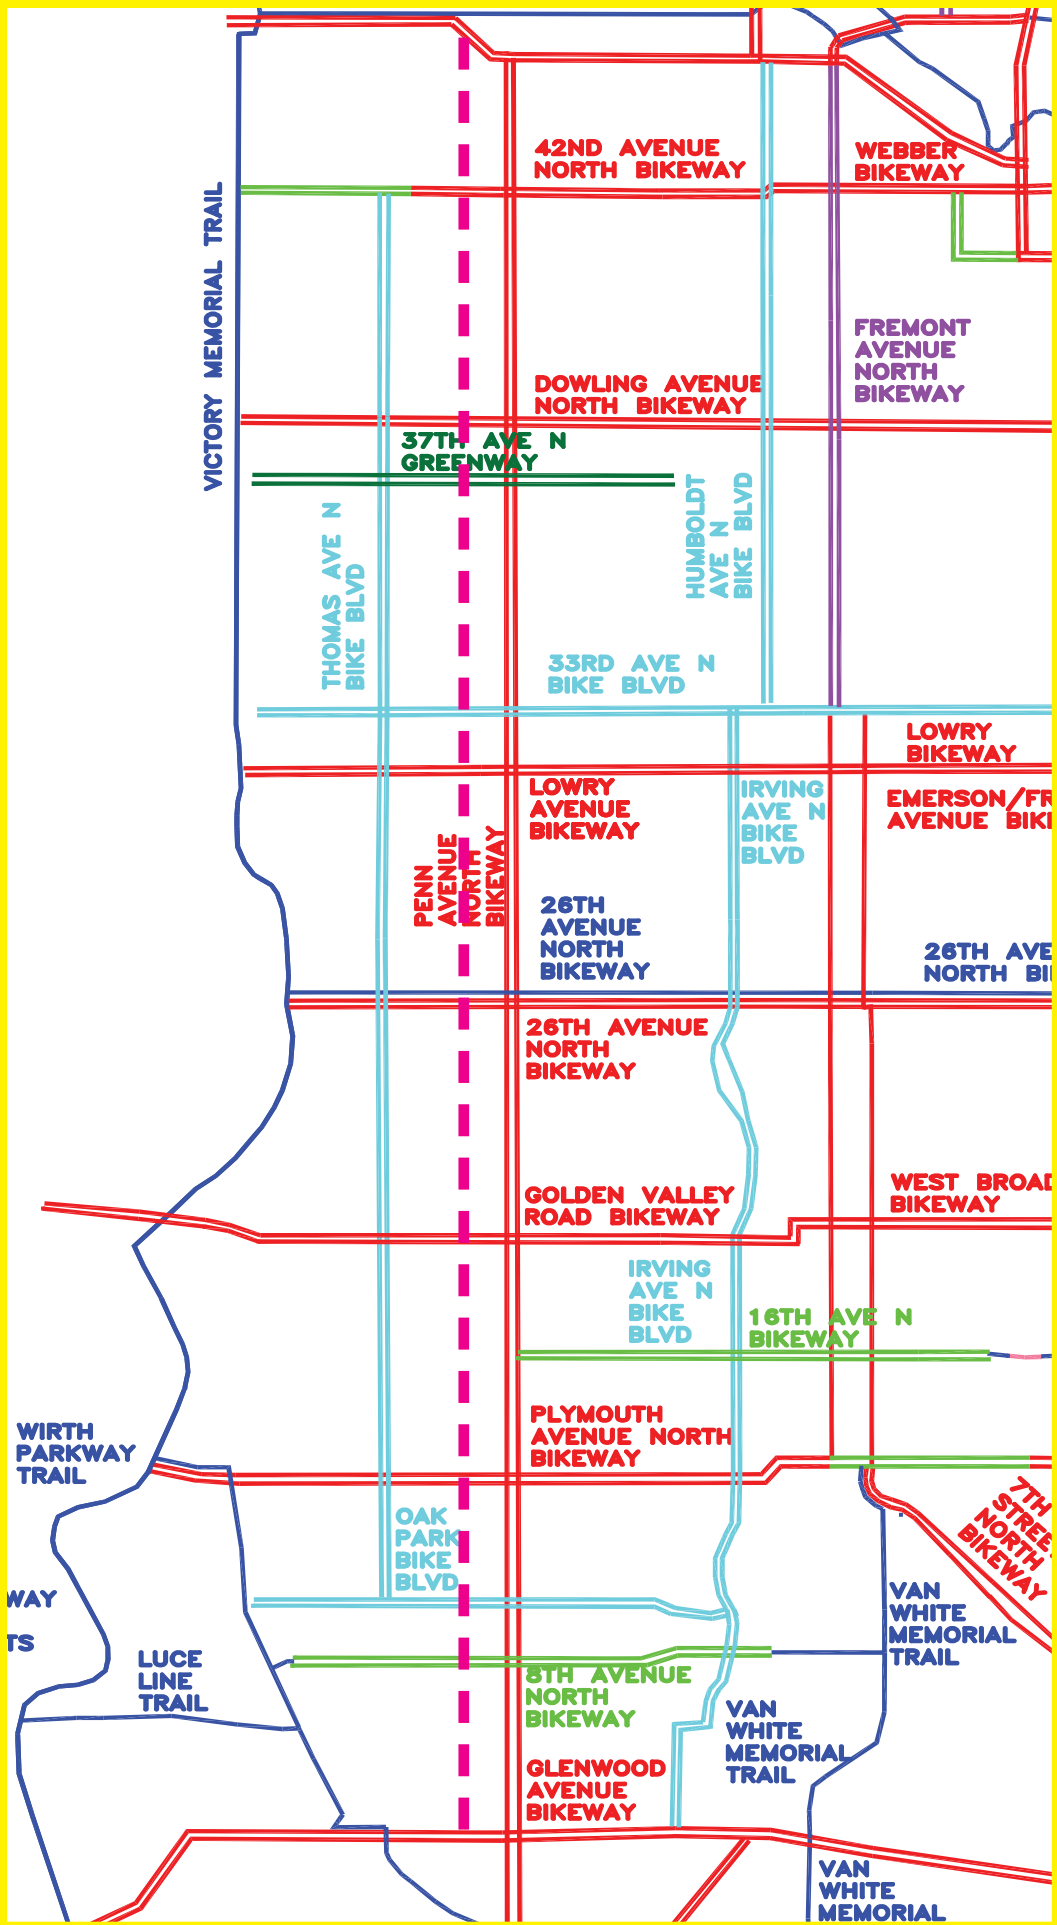 42ND AVENUE
NORTH BIKEWAY
WEBBER
BIKEWAY
VICTORY MEMORIAL TRAIL
FREMONT
AVENUE
NORTH
BIKEWAY
DOWLING AVENUE
NORTH BIKEWAY
37TH AVE N
GREENWAY
HUMBOLDT
AVE N
BIKE BLVD
THOMAS AVE N
BIKE BLVD
33RD AVE N
BIKE BLVD
LOWRY
BIKEWAY
LOWRY
AVENUE
BIKEWAY
IRVING
AVE N
BIKE
BLVD
EMERSON/FR
AVENUE BIK
PENN
AVENUE
NORTH
BIKEWAY
26TH
AVENUE
NORTH
BIKEWAY
26TH AVE
NORTH BI
26TH AVENUE
NORTH
BIKEWAY
GOLDEN VALLEY
ROAD BIKEWAY
WEST BROAD
BIKEWAY
IRVING
AVE N
BIKE
BLVD
16TH AVE N
BIKEWAY
PLYMOUTH
AVENUE NORTH
BIKEWAY
WIRTH
PARKWAY
TRAIL
OAK
PARK
BIKE
BLVD
7TH
STREE
NORTH
BIKEWAY
WAY
TS
VAN
WHITE
MEMORIAL
TRAIL
LUCE
LINE
TRAIL
8TH AVENUE
NORTH
BIKEWAY
VAN
WHITE
MEMORIAL
TRAIL
GLENWOOD
AVENUE
BIKEWAY
VAN
WHITE
MEMORIAL